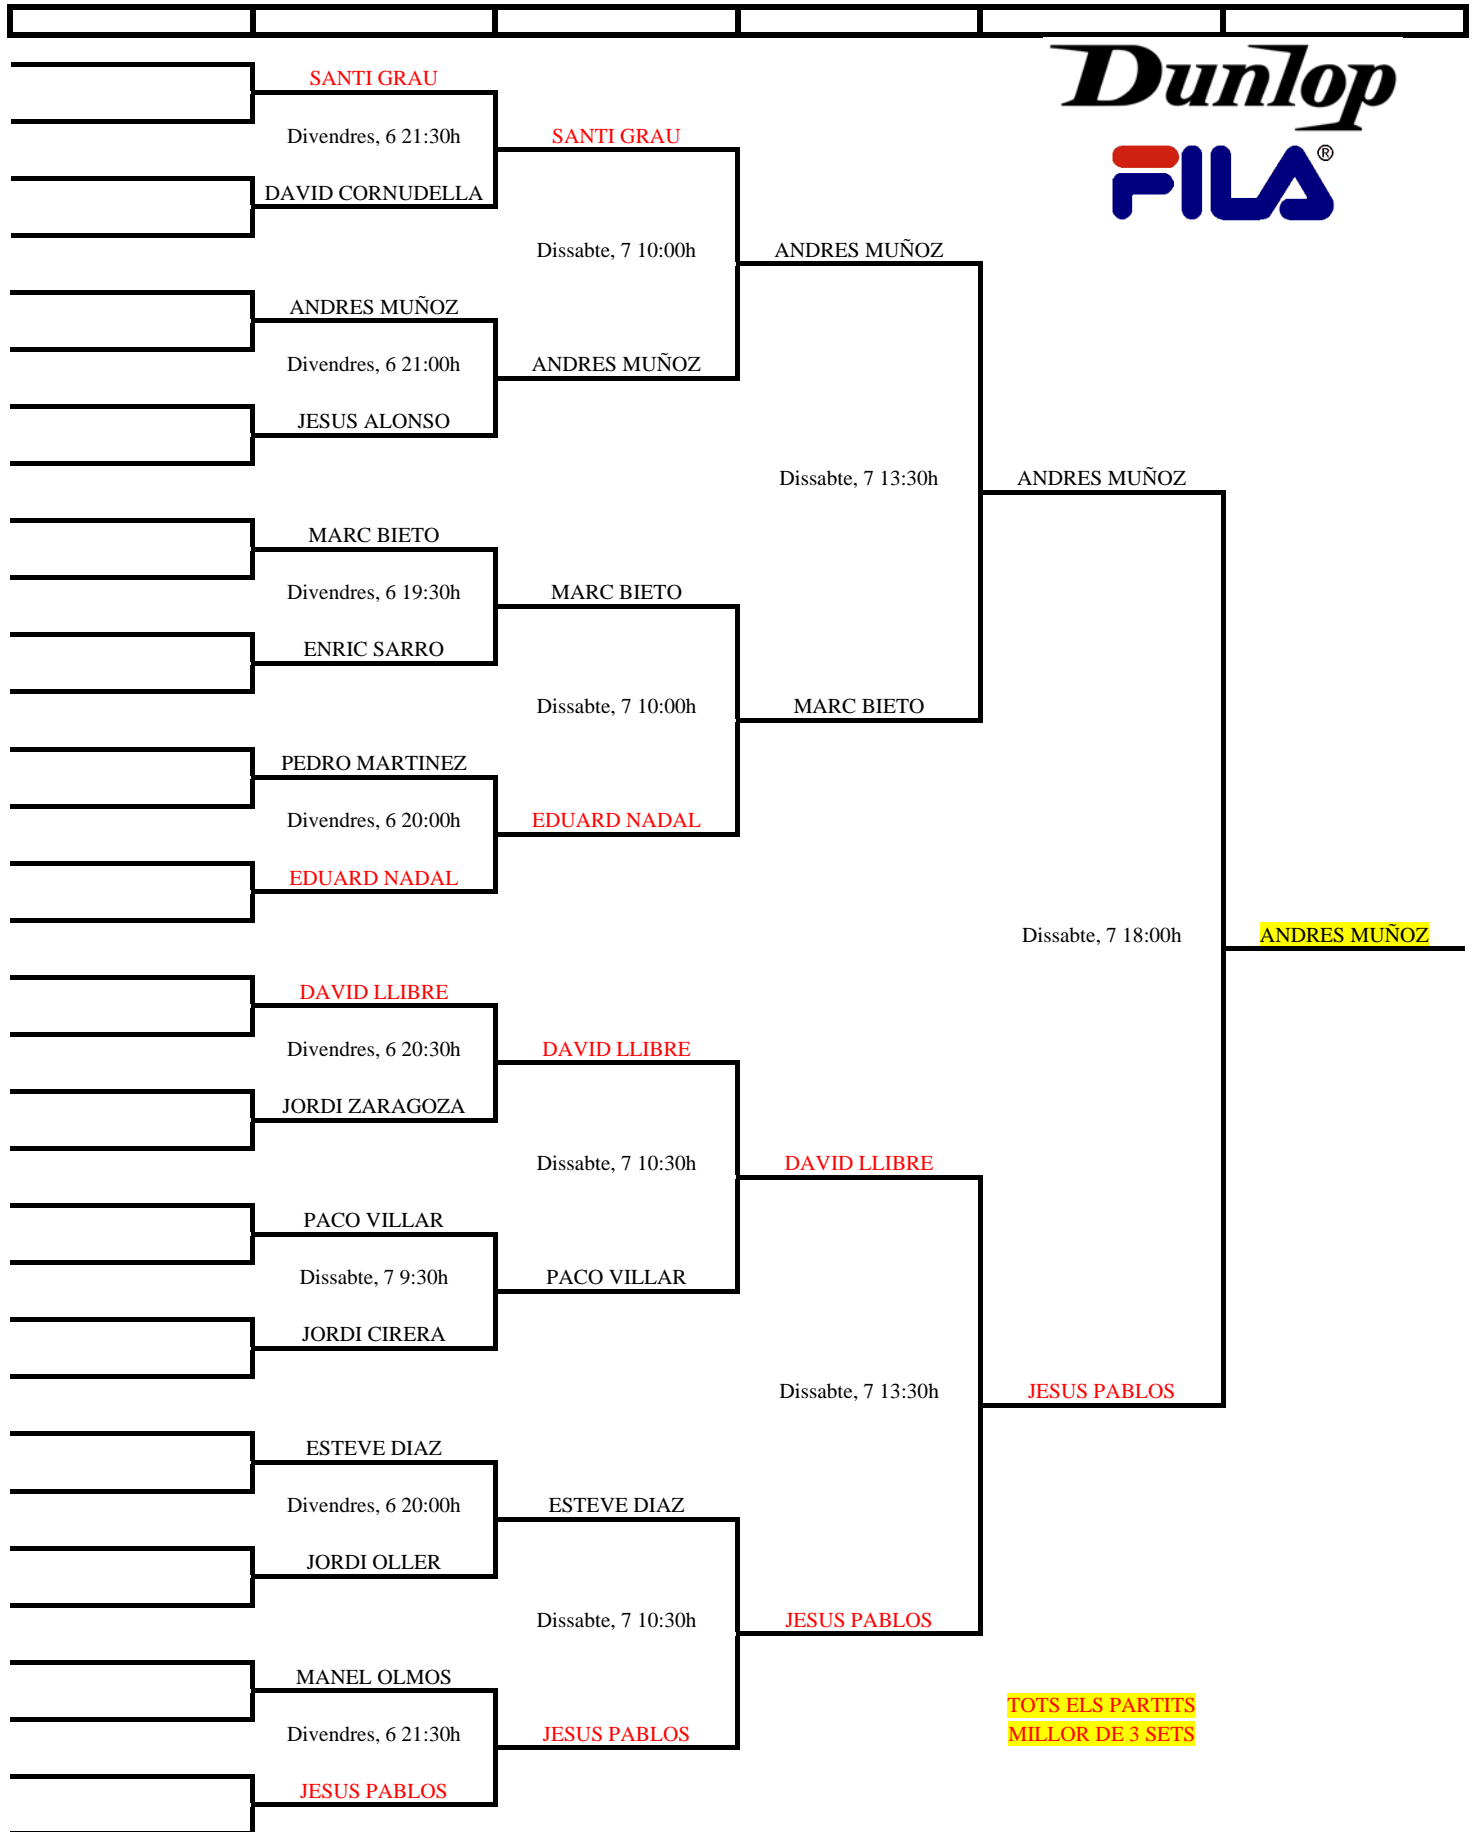 Dunlop
FILA®
SANTI GRAU
Divendres, 6 21:30h
SANTI GRAU
DAVID CORNUDELLA
Dissabte, 7 10:00h
ANDRES MUÑOZ
ANDRES MUÑOZ
Divendres, 6 21:00h
ANDRES MUÑOZ
JESUS ALONSO
Dissabte, 7 13:30h
ANDRES MUÑOZ
MARC BIETO
Divendres, 6 19:30h
MARC BIETO
ENRIC SARRO
Dissabte, 7 10:00h
MARC BIETO
PEDRO MARTINEZ
Divendres, 6 20:00h
EDUARD NADAL
EDUARD NADAL
Dissabte, 7 18:00h
ANDRES MUÑOZ
DAVID LLIBRE
Divendres, 6 20:30h
DAVID LLIBRE
JORDI ZARAGOZA
Dissabte, 7 10:30h
DAVID LLIBRE
PACO VILLAR
Dissabte, 7 9:30h
PACO VILLAR
JORDI CIRERA
Dissabte, 7 13:30h
JESUS PABLOS
ESTEVE DIAZ
Divendres, 6 20:00h
ESTEVE DIAZ
JORDI OLLER
Dissabte, 7 10:30h
JESUS PABLOS
MANEL OLMOS
TOTS ELS PARTITS
Divendres, 6 21:30h
JESUS PABLOS
MILLOR DE 3 SETS
JESUS PABLOS